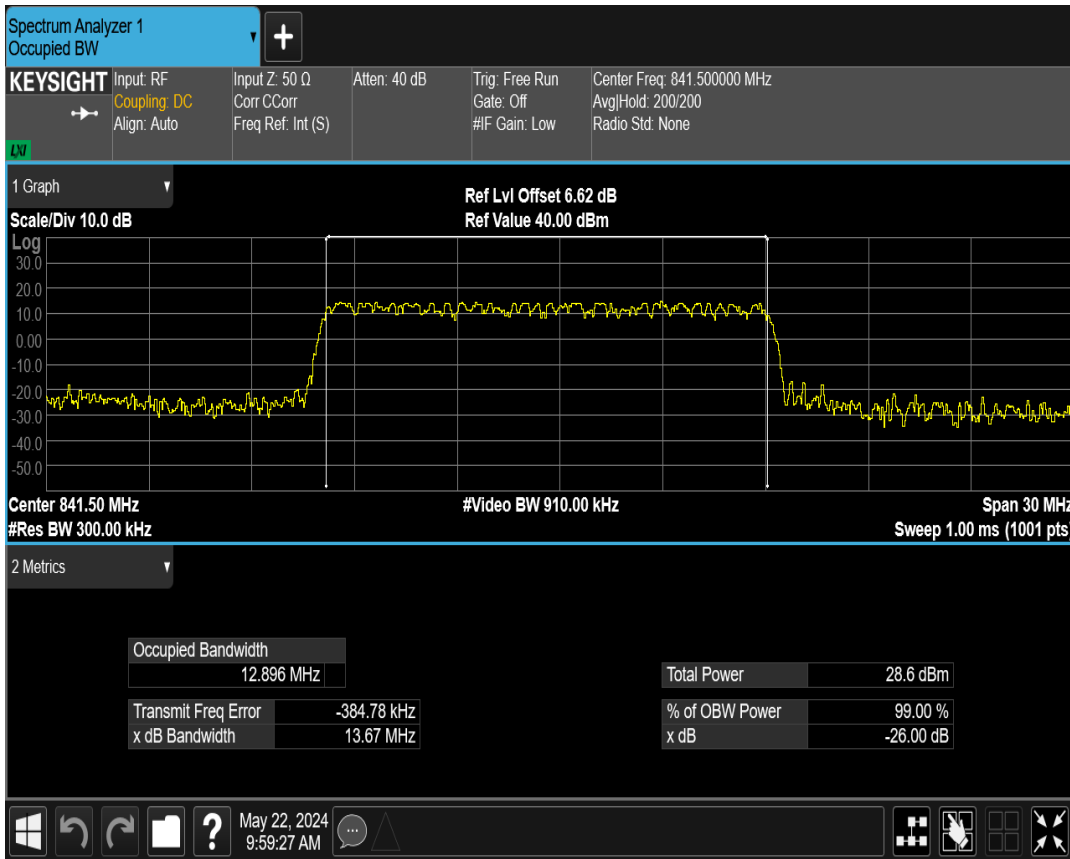 Spectrum Analyzer 1
Occupied BW
+
KEYSIGHT
LXI
Input: RF
Coupling: DC
Align: Auto
Input Z: 50 Ω
Corr CCorr
Freq Ref: Int (S)
Atten: 40 dB
Trig: Free Run
Gate: Off
#IF Gain: Low
Center Freq: 841.500000 MHz
Avg|Hold: 200/200
Radio Std: None
1 Graph
Scale/Div 10.0 dB
Ref Lvl Offset 6.62 dB
Ref Value 40.00 dBm
Log
30.0
20.0
10.0
0.00
-10.0
-20.0
-30.0
-40.0
-50.0
Center 841.50 MHz
#Video BW 910.00 kHz
Span 30 MHz
#Res BW 300.00 kHz
Sweep 1.00 ms (1001 pts)
2 Metrics
Occupied Bandwidth
12.896 MHz
Total Power 28.6 dBm
Transmit Freq Error -384.78 kHz
% of OBW Power 99.00 %
x dB Bandwidth 13.67 MHz
x dB -26.00 dB
?
May 22, 2024
9:59:27 AM